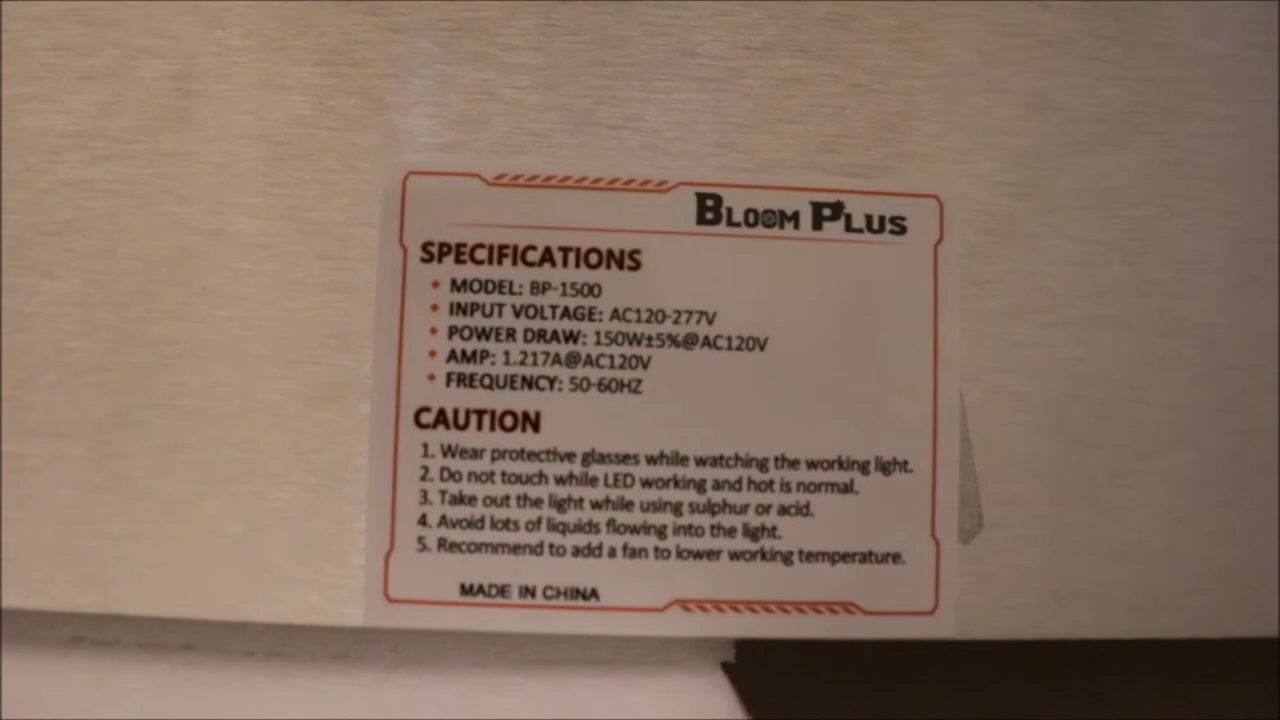 BLOOM PLUS
SPECIFICATIONS
MODEL: BP-1500
INPUT VOLTAGE: AC120-277V
POWER DRAW: 150W±5%@AC120V
AMP: 1.217A@AC120V
FREQUENCY: 50-60HZ
CAUTION
1. Wear protective glasses while watching the working light.
2. Do not touch while LED working and hot is normal.
3. Take out the light while using sulphur or acid.
4. Avoid lots of liquids flowing into the light.
5. Recommend to add a fan to lower working temperature.
MADE IN CHINA